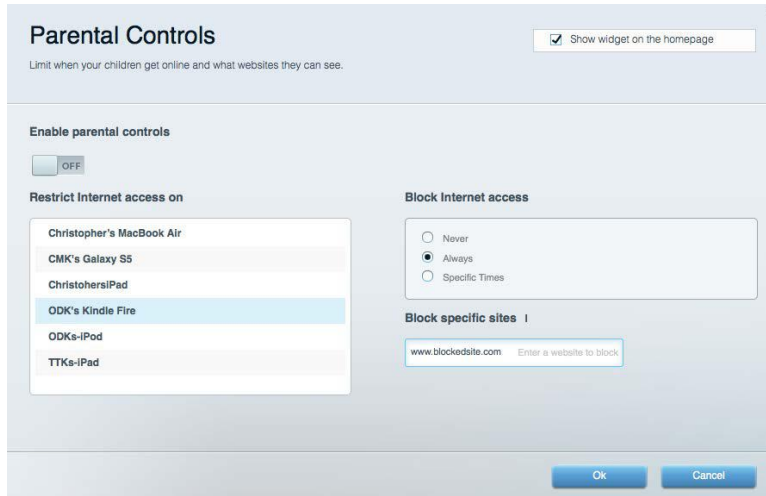 Parental Controls
Show widget on the homepage
Limit when your children get online and what websites they can see.
Enable parental controls
OFF
Restrict Internet access on
Christopher's MacBook Air
CMK's Galaxy S5
ChristohersiPad
ODK's Kindle Fire
ODKs-iPod
TTKs-iPad
Block Internet access
Never
Always
Specific Times
Block specific sites I
www.blockedsite.com Enter a website to block
Ok Cancel